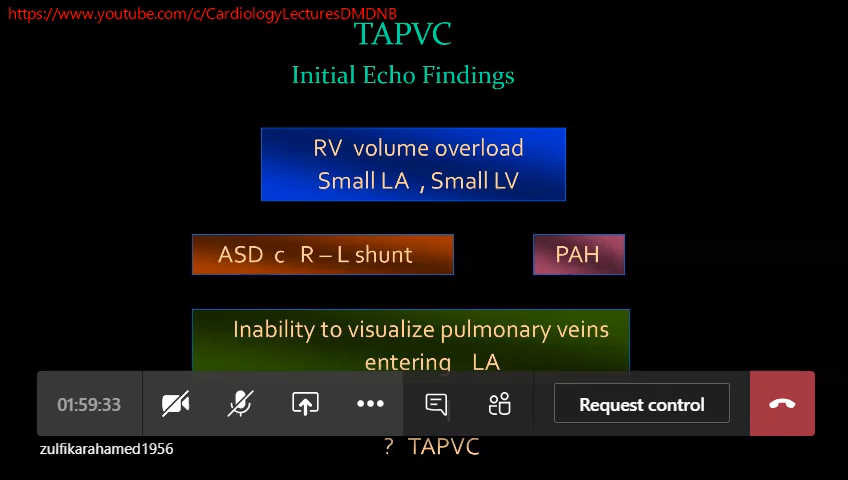 https://www.youtube.com/c/CardiologyLecturesDMDNB
TAPVC
Initial Echo Findings
RV volume overload
Small LA , Small LV
ASD c R – L shunt
PAH
Inability to visualize pulmonary veins
entering LA
01:59:33
Request control
zulfikarahamed1956
? TAPVC